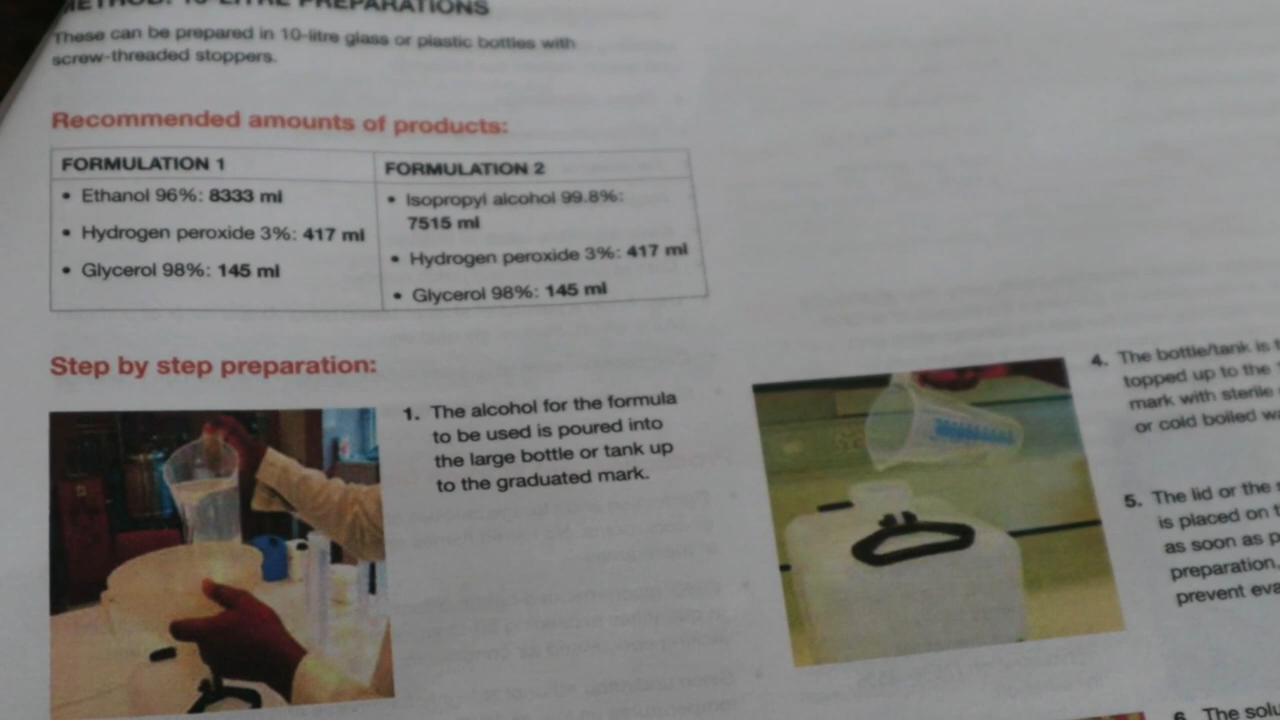 METHOD: 10-LITRE PREPARATIONS
These can be prepared in 10-litre glass or plastic bottles with
screw-threaded stoppers.
Recommended amounts of products:
FORMULATION 1
• Ethanol 96%: 8333 ml
• Hydrogen peroxide 3%: 417 ml
• Glycerol 98%: 145 ml
FORMULATION 2
• Isopropyl alcohol 99.8%:
7515 ml
• Hydrogen peroxide 3%: 417 ml
• Glycerol 98%: 145 ml
Step by step preparation:
1. The alcohol for the formula
to be used is poured into
the large bottle or tank up
to the graduated mark.
4. The bottle/tank is
topped up to the
mark with sterile
or cold boiled
5. The lid or the
is placed on
as soon as
preparation,
prevent
6. The